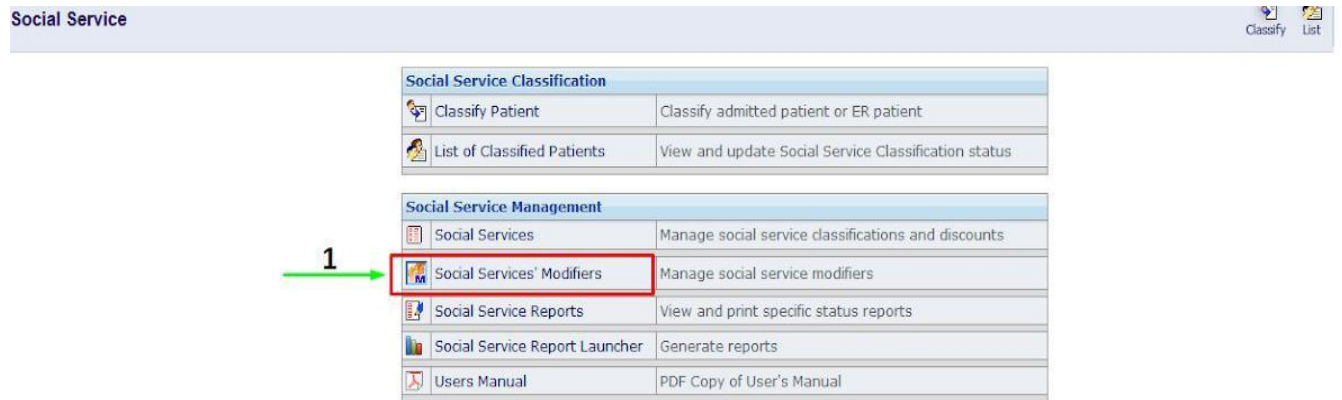 Social Service
Classify List
Social Service Classification
Classify Patient Classify admitted patient or ER patient
List of Classified Patients View and update Social Service Classification status
Social Service Management
Social Services Manage social service classifications and discounts
1
Social Services' Modifiers Manage social service modifiers
Social Service Reports View and print specific status reports
Social Service Report Launcher Generate reports
Users Manual PDF Copy of User's Manual